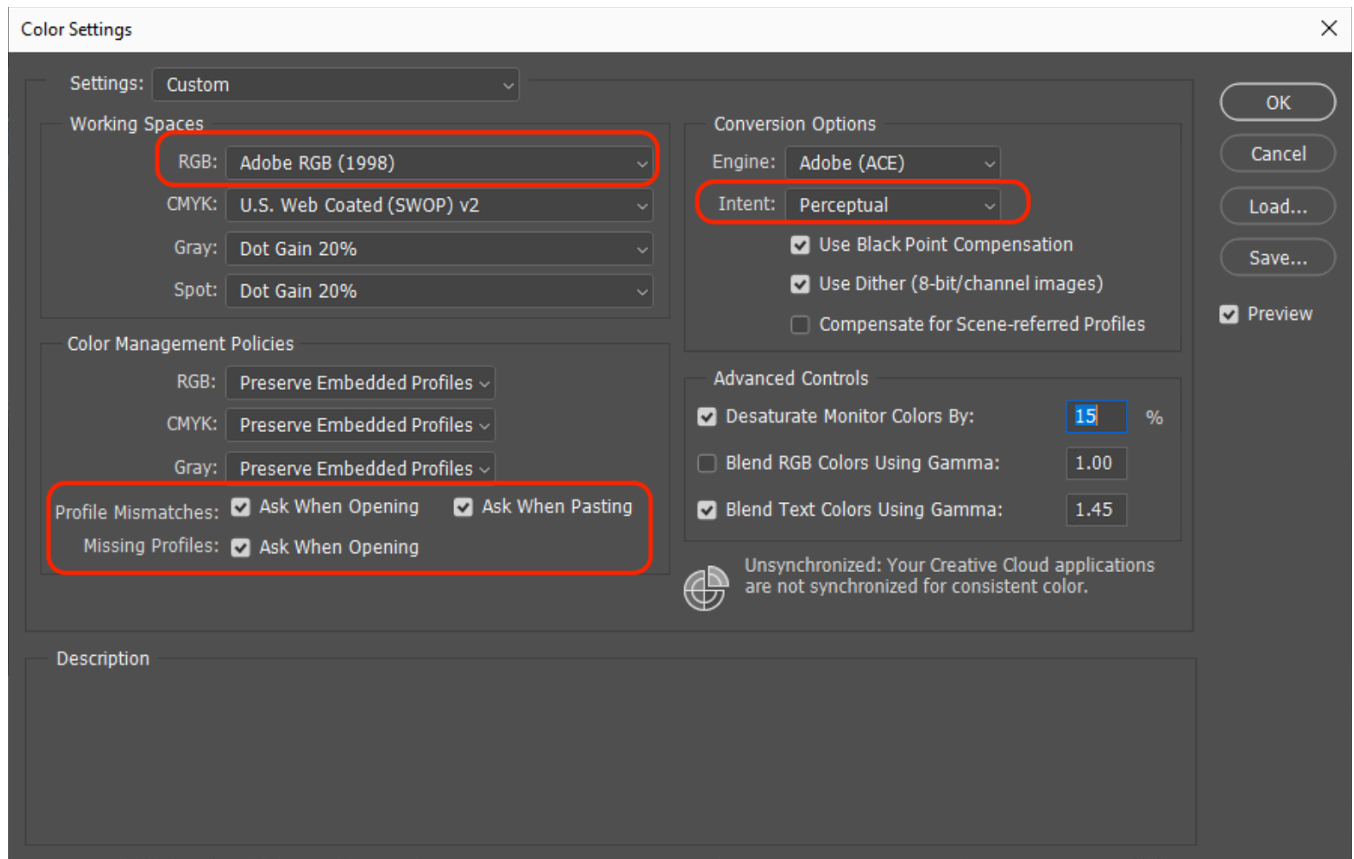 Color Settings
Settings: Custom
Working Spaces
RGB: Adobe RGB (1998)
CMYK: U.S. Web Coated (SWOP) v2
Gray: Dot Gain 20%
Spot: Dot Gain 20%
Color Management Policies
RGB: Preserve Embedded Profiles
CMYK: Preserve Embedded Profiles
Gray: Preserve Embedded Profiles
Profile Mismatches: Ask When Opening Ask When Pasting
Missing Profiles: Ask When Opening
Conversion Options
Engine: Adobe (ACE)
Intent: Perceptual
Use Black Point Compensation
Use Dither (8-bit/channel images)
Compensate for Scene-referred Profiles
Advanced Controls
Desaturate Monitor Colors By: 15 %
Blend RGB Colors Using Gamma: 1.00
Blend Text Colors Using Gamma: 1.45
Unsynchronized: Your Creative Cloud applications
are not synchronized for consistent color.
OK
Cancel
Load...
Save...
Preview
Description